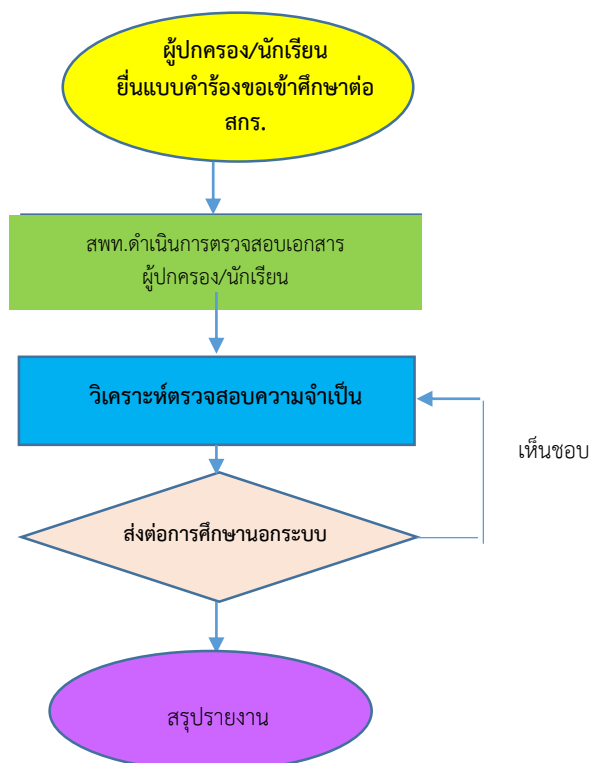 ผู้ปกครอง/นักเรียน
ยื่นแบบคำร้องขอเข้าศึกษาต่อ
สกร.
สพท.ดำเนินการตรวจสอบเอกสาร
ผู้ปกครอง/นักเรียน
วิเคราะห์ตรวจสอบความจำเป็น
เห็นชอบ
ส่งต่อการศึกษานอกระบบ
สรุปรายงาน